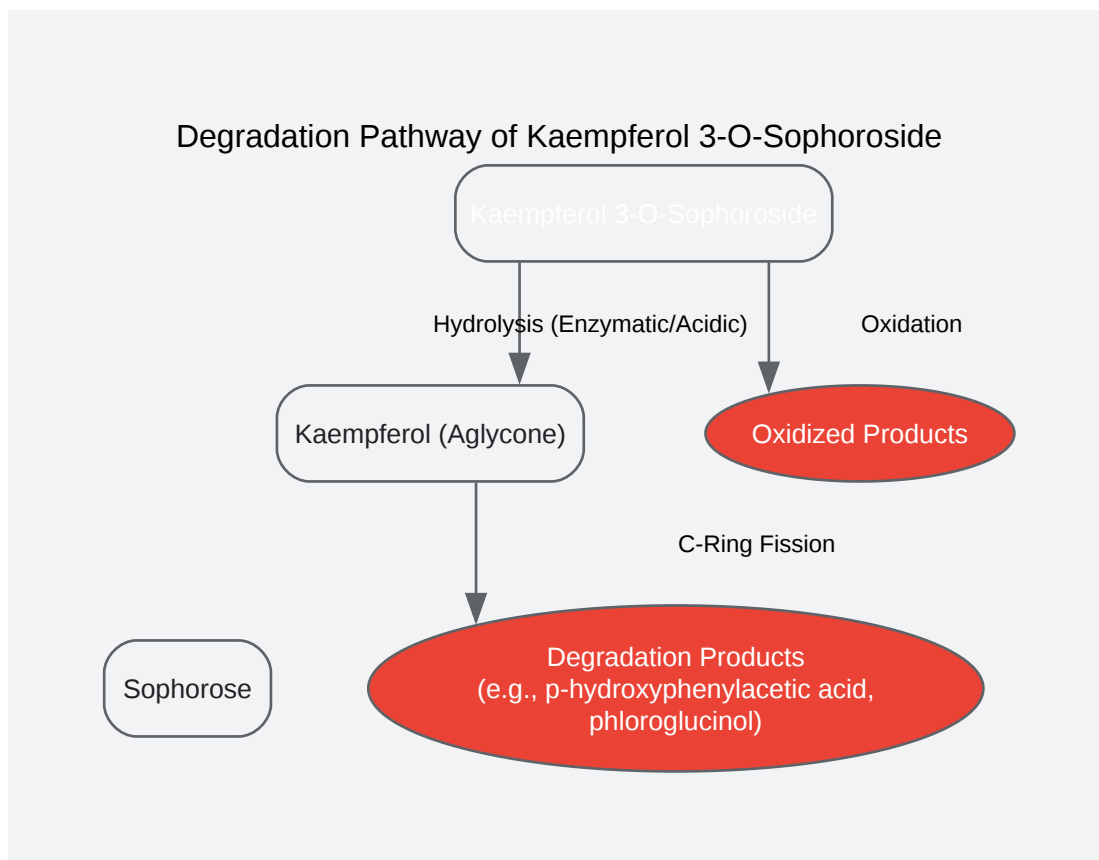 Degradation Pathway of Kaempferol 3-O-Sophoroside
Kaempferol 3-O-Sophoroside
Hydrolysis (Enzymatic/Acidic)
Oxidation
Kaempferol (Aglycone)
Oxidized Products
C-Ring Fission
Sophorose
Degradation Products
(e.g., p-hydroxyphenylacetic acid,
phloroglucinol)